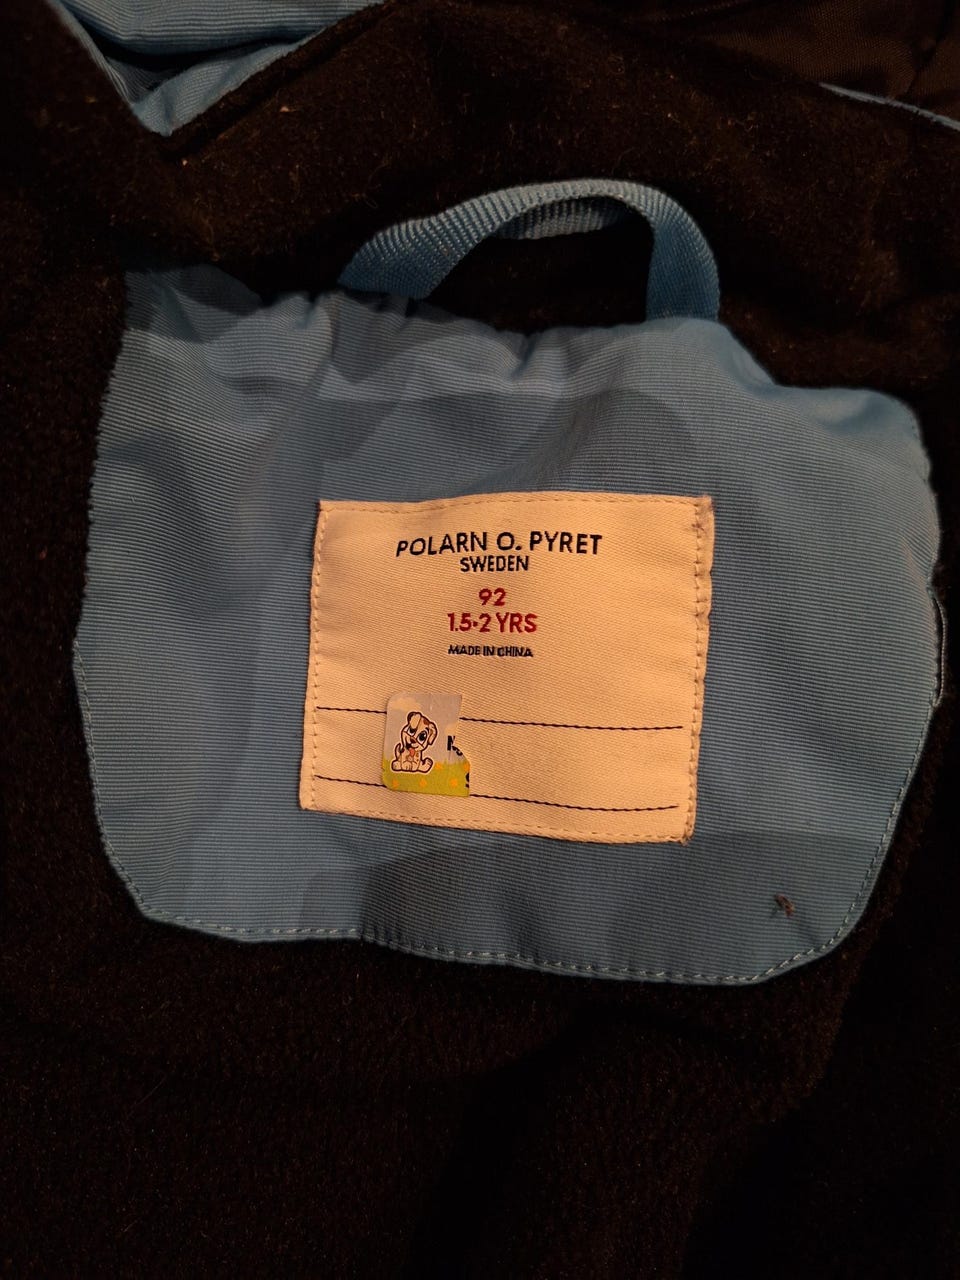 POLARN O. PYRET
SWEDEN
92
1.5-2 YRS
MADE IN CHINA